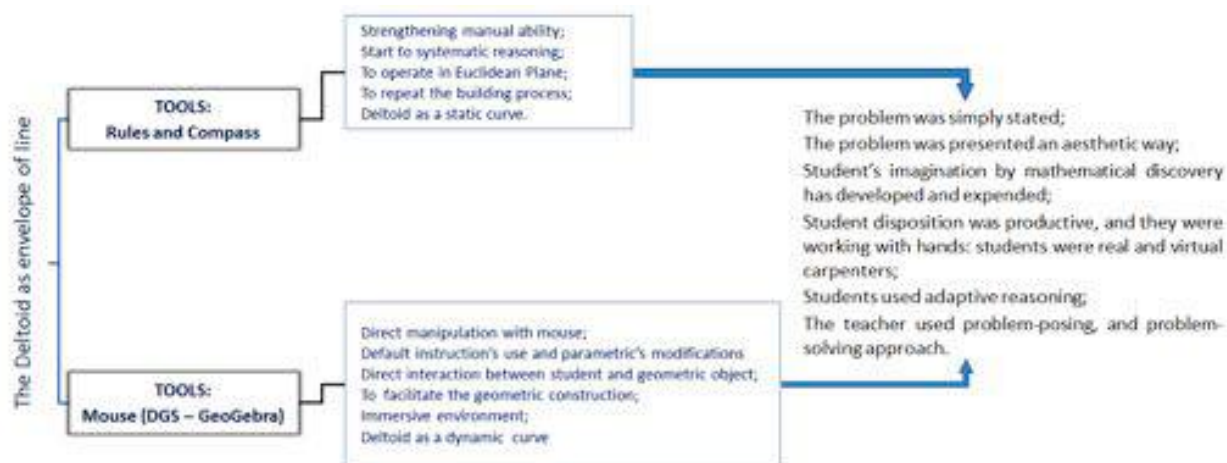 The Deltoid as envelope of line
TOOLS:
Rules and Compass
Strengthening manual ability;
Start to systematic reasoning;
To operate in Euclidean Plane;
To repeat the building process;
Deltoid as a static curve.
TOOLS:
Mouse (DGS – GeoGebra)
Direct manipulation with mouse;
Default instruction's use and parametric's modifications
Direct interaction between student and geometric object;
To facilitate the geometric construction;
Immersive environment;
Deltoid as a dynamic curve
The problem was simply stated;
The problem was presented an aesthetic way;
Student's imagination by mathematical discovery
has developed and expended;
Student disposition was productive, and they were
working with hands: students were real and virtual
carpenters;
Students used adaptive reasoning;
The teacher used problem-posing, and problem-
solving approach.